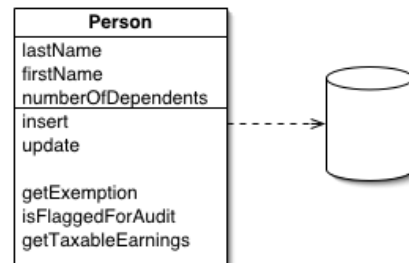 Person
lastName
firstName
numberOfDependents
insert
update
getExemption
isFlaggedForAudit
getTaxableEarnings